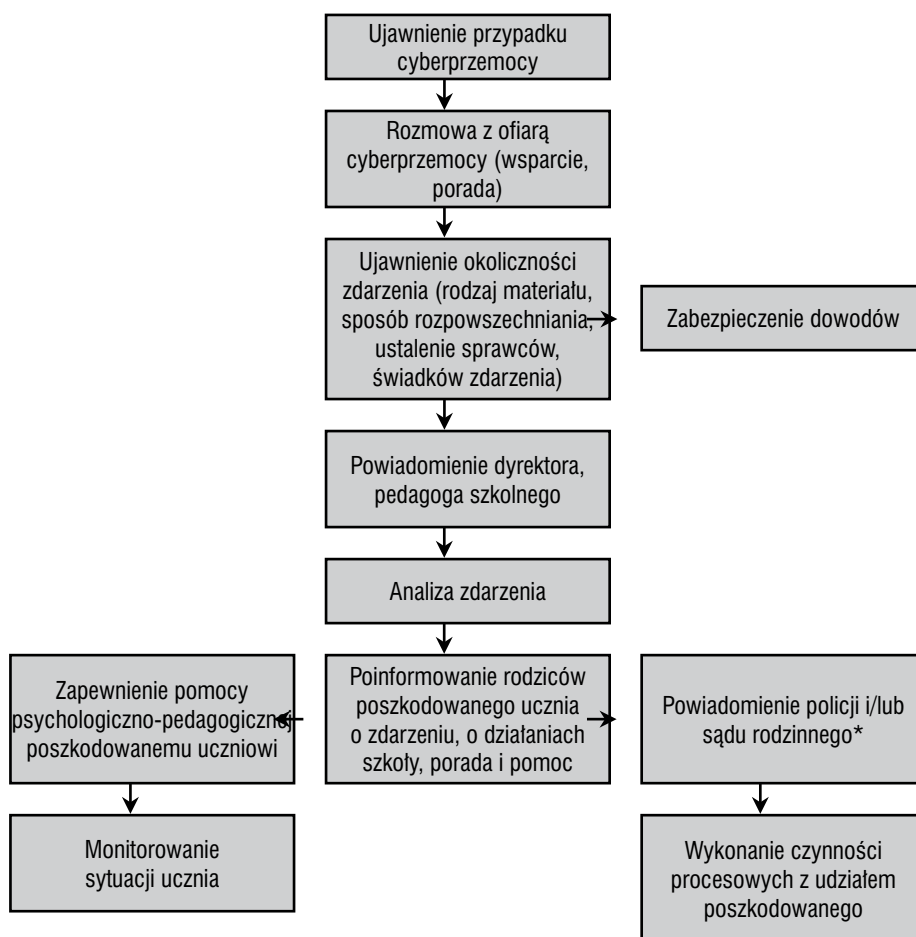 Ujawnienie przypadku
cyberprzemocy
Rozmowa z ofiarą
cyberprzemocy (wsparcie,
porada)
Ujawnienie okoliczności
zdarzenia (rodzaj materiału,
sposób rozpowszechniania,
ustalenie sprawców,
świadków zdarzenia)
Zabezpieczenie dowodów
Powiadomienie dyrektora,
pedagoga szkolnego
Analiza zdarzenia
Zapewnienie pomocy
psychologiczno-pedagogicznej
poszkodowanemu uczniowi
Poinformowanie rodziców
poszkodowanego ucznia
o zdarzeniu, o działaniach
szkoły, porada i pomoc
Powiadomienie policji i/lub
sądu rodzinnego*
Monitorowanie
sytuacji ucznia
Wykonanie czynności
procesowych z udziałem
poszkodowanego